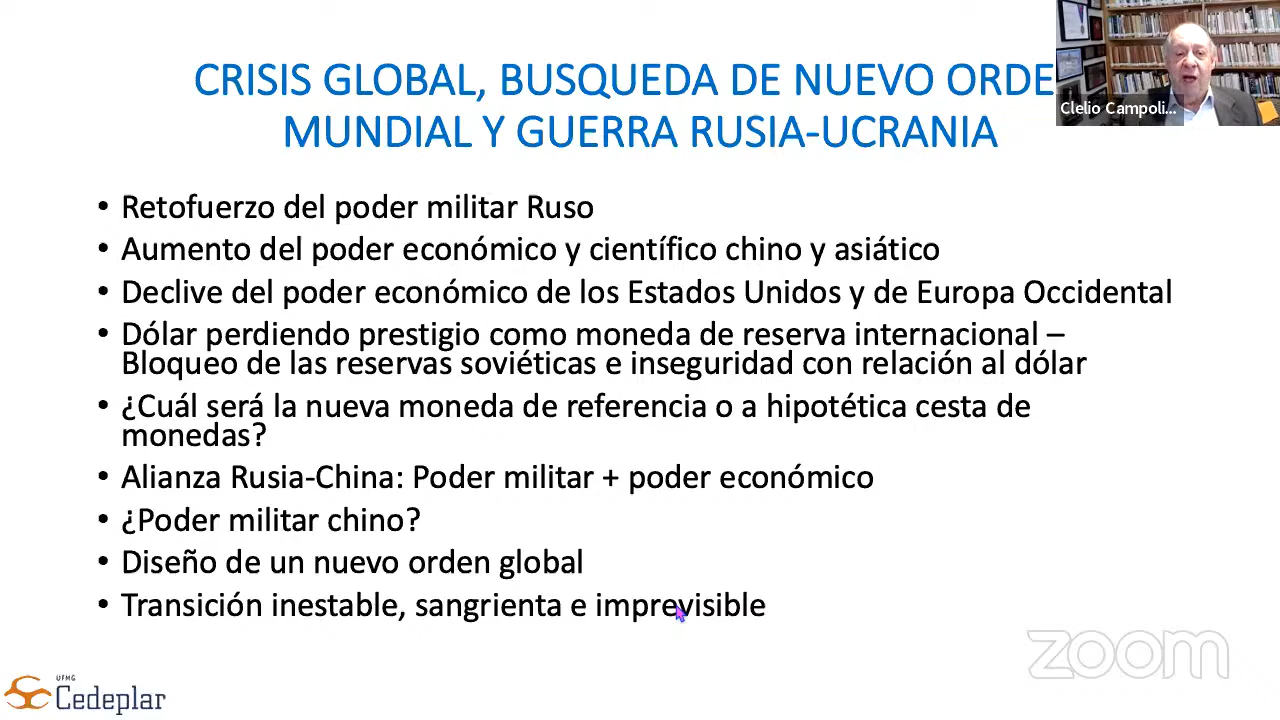 CRISIS GLOBAL, BUSQUEDA DE NUEVO ORDE
MUNDIAL Y GUERRA RUSIA-UCRANIA
Clelio Campoli...
• Retofuerzo del poder militar Ruso
• Aumento del poder económico y científico chino y asiático
• Declive del poder económico de los Estados Unidos y de Europa Occidental
• Dólar perdiendo prestigio como moneda de reserva internacional –
Bloqueo de las reservas soviéticas e inseguridad con relación al dólar
• ¿Cuál será la nueva moneda de referencia o a hipotética cesta de
monedas?
• Alianza Rusia-China: Poder militar + poder económico
• ¿Poder militar chino?
• Diseño de un nuevo orden global
• Transición inestable, sangrienta e imprevisible
zoom
UFMG
Cedeplar